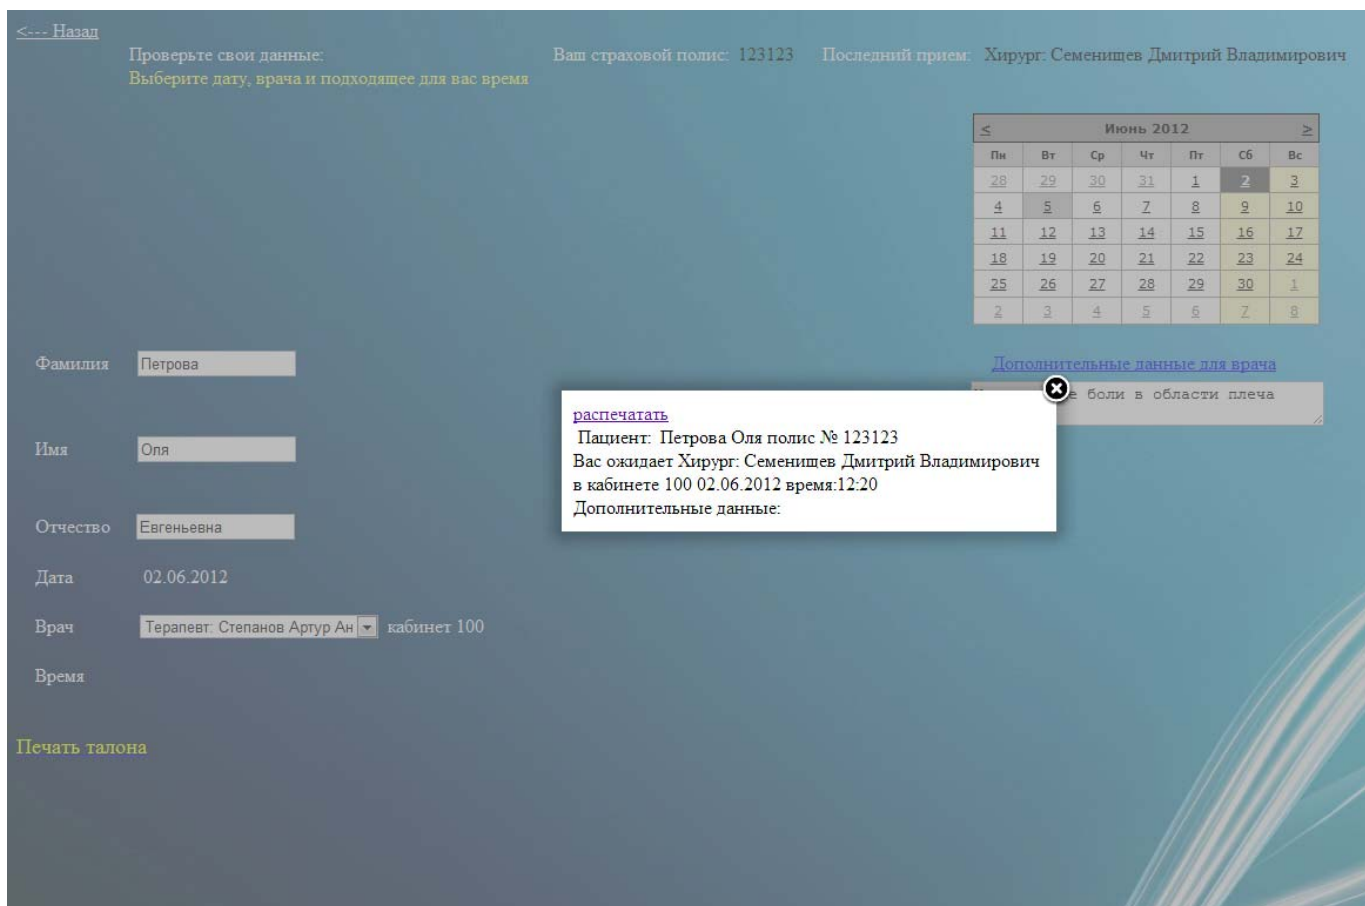 <--- Назад
Проверьте свои данные:
Выберите дату, врача и подходящее для вас время
Ваш страховой полис: 123123
Последний прием: Хирург: Семенищев Дмитрий Владимирович
< Июнь 2012 >
Пн Вт Ср Чт Пт Сб Вс
28 29 30 31 1 2 3
4 5 6 7 8 9 10
11 12 13 14 15 16 17
18 19 20 21 22 23 24
25 26 27 28 29 30 1
2 3 4 5 6 7 8
Дополнительные данные для врача
боли в области плеча
Фамилия Петрова
Имя Оля
Отчество Евгеньевна
Дата 02.06.2012
Врач Терапевт: Степанов Артур Ан кабинет 100
Время
Печать талона
распечатать
Пациент: Петрова Оля полис № 123123
Вас ожидает Хирург: Семенищев Дмитрий Владимирович
в кабинете 100 02.06.2012 время:12:20
Дополнительные данные: